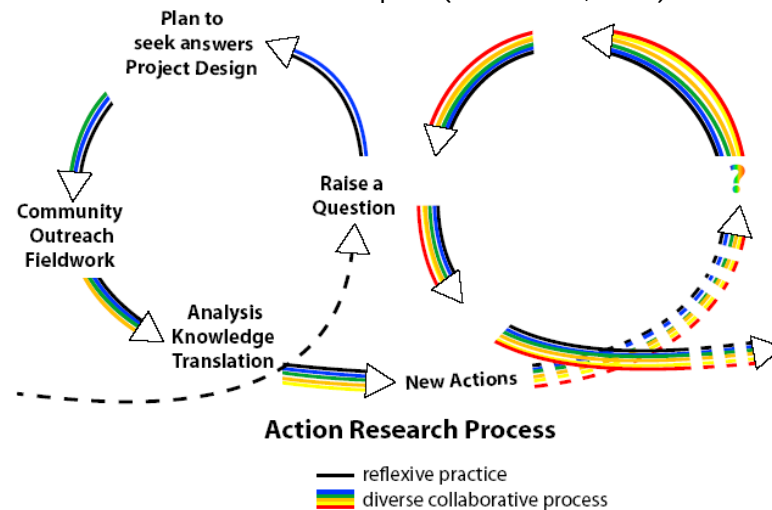 Plan to
seek answers
Project Design
Community
Outreach
Fieldwork
Raise a
Question
?
Analysis
Knowledge
Translation
New Actions
Action Research Process
reflexive practice
diverse collaborative process